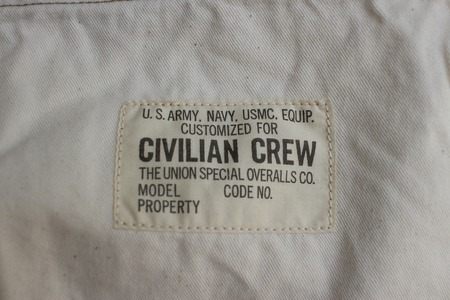 U.S. ARMY, NAVY, USMC, EQUIP.
CUSTOMIZED FOR
CIVILIAN CREW
THE UNION SPECIAL OVERALLS CO.
MODEL CODE NO.
PROPERTY